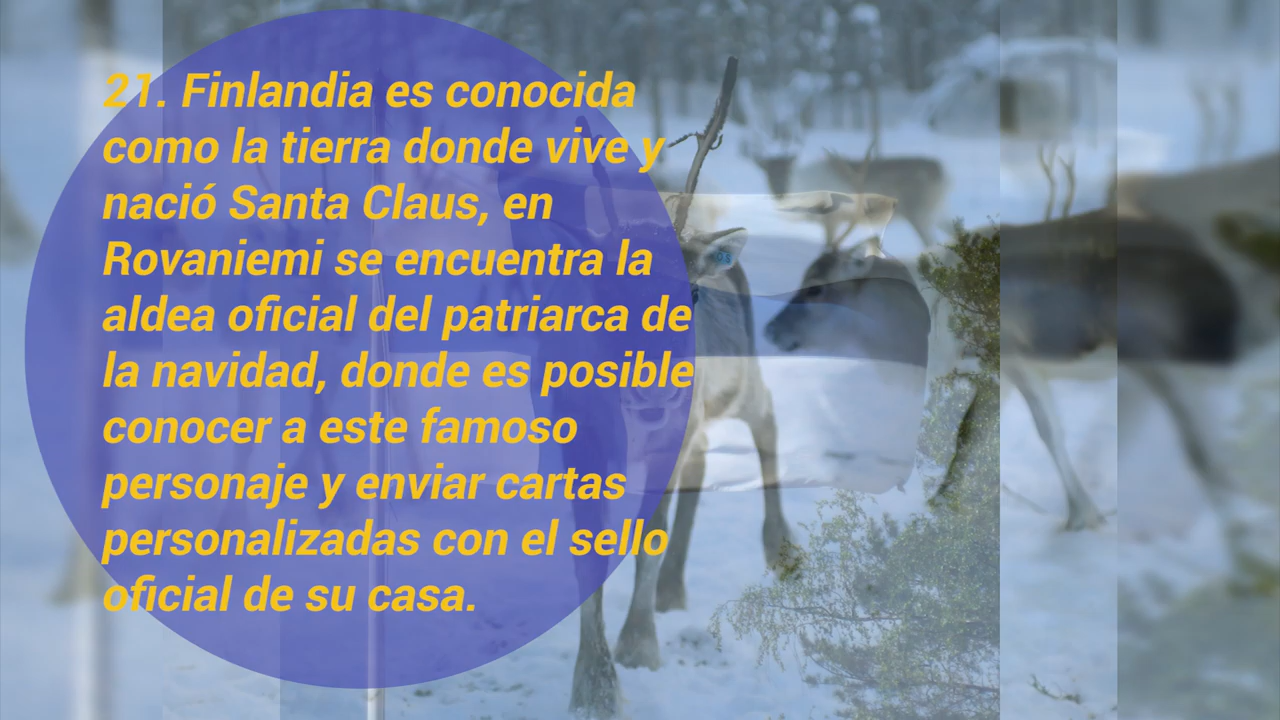 21. Finlandia es conocida
como la tierra donde vive y
nació Santa Claus, en
Rovaniemi se encuentra la
aldea oficial del patriarca de
la navidad, donde es posible
conocer a este famoso
personaje y enviar cartas
personalizadas con el sello
oficial de su casa.